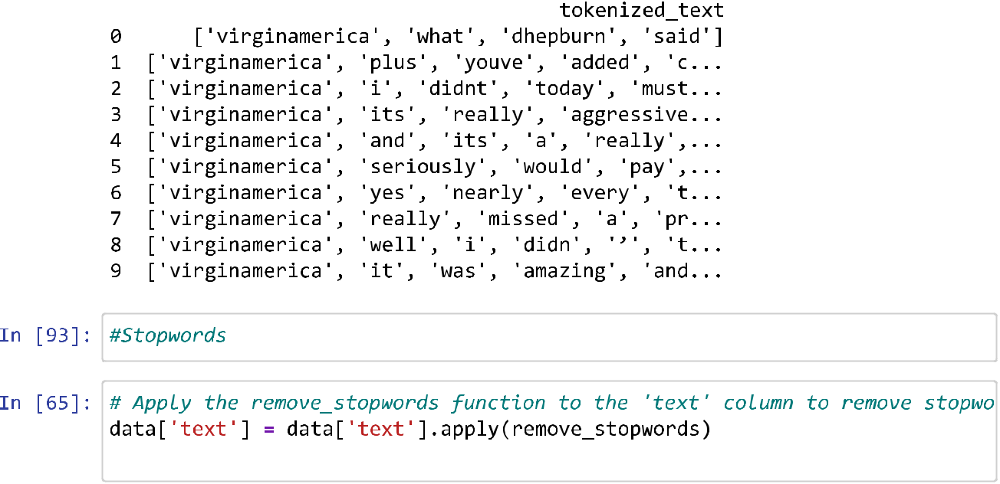 tokenized_text
0 ['virginamerica', 'what', 'dhepburn', 'said']
1 ['virginamerica', 'plus', 'youve', 'added', 'c...
2 ['virginamerica', 'i', 'didnt', 'today', 'must...
3 ['virginamerica', 'its', 'really', 'aggressive...
4 ['virginamerica', 'and', 'its', 'a', 'really',...
5 ['virginamerica', 'seriously', 'would', 'pay',...
6 ['virginamerica', 'yes', 'nearly', 'every', 't...
7 ['virginamerica', 'really', 'missed', 'a', 'pr...
8 ['virginamerica', 'well', 'i', 'didn', '’', 't...
9 ['virginamerica', 'it', 'was', 'amazing', 'and...
In [93]: #Stopwords
In [65]: # Apply the remove_stopwords function to the 'text' column to remove stopwo
data['text'] = data['text'].apply(remove_stopwords)